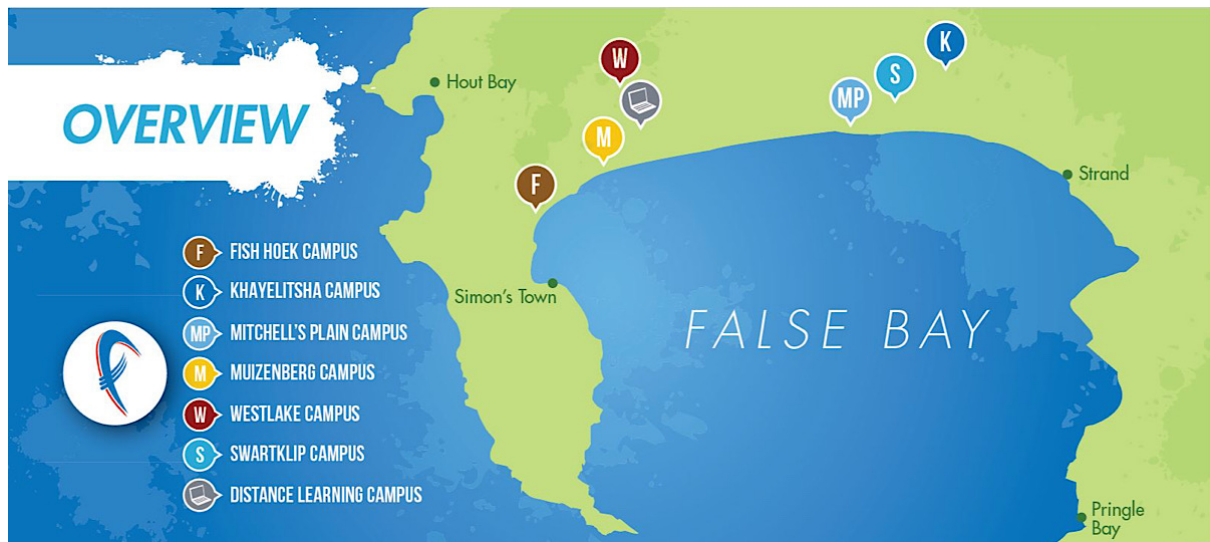 OVERVIEW
Hout Bay
W
K
S
MP
M
F
Strand
Simon's Town
FALSE BAY
Pringle
Bay
F FISH HOEK CAMPUS
K KHAYELITSHA CAMPUS
MP MITCHELL'S PLAIN CAMPUS
M MUIZENBERG CAMPUS
W WESTLAKE CAMPUS
S SWARTKLIP CAMPUS
DISTANCE LEARNING CAMPUS